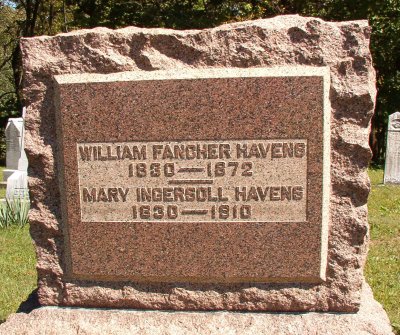 WILLIAM FANCHER HAVENS
1830—1872
MARY INGERSOLL HAVENS
1830—1910